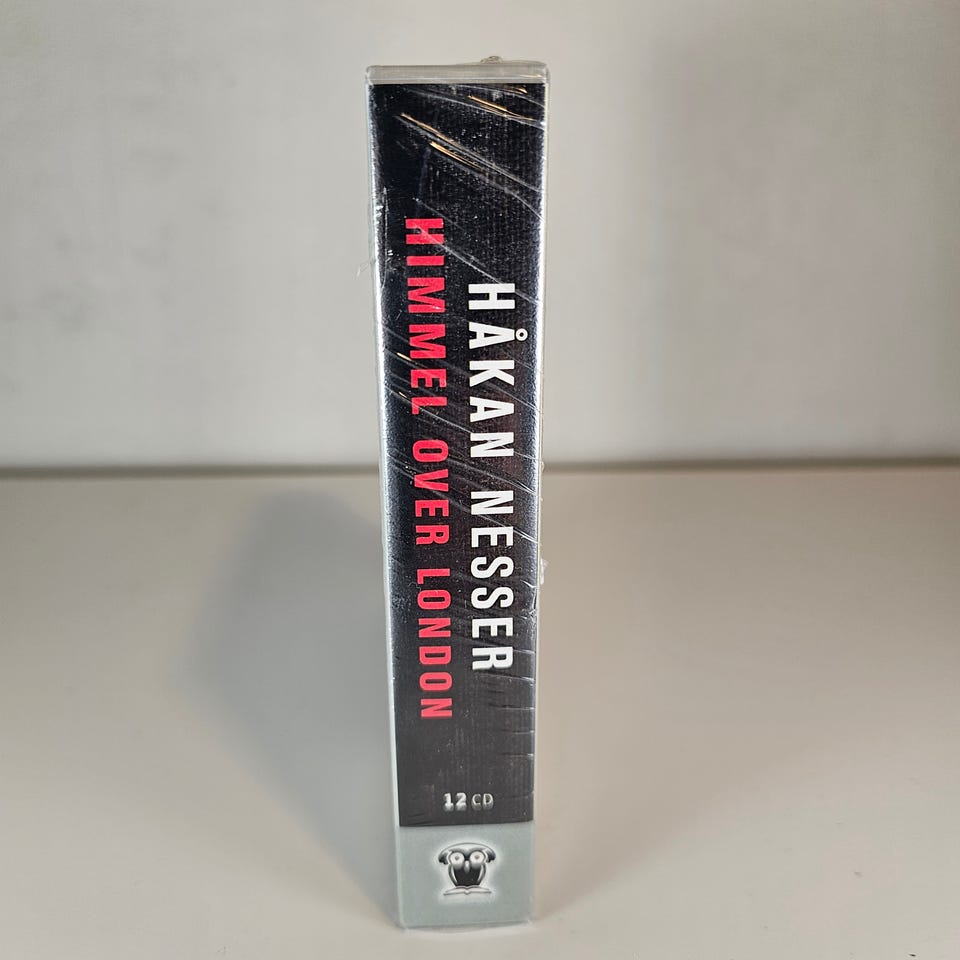 HÅKAN NESSER
HIMMEL OVER LONDON
12 CD